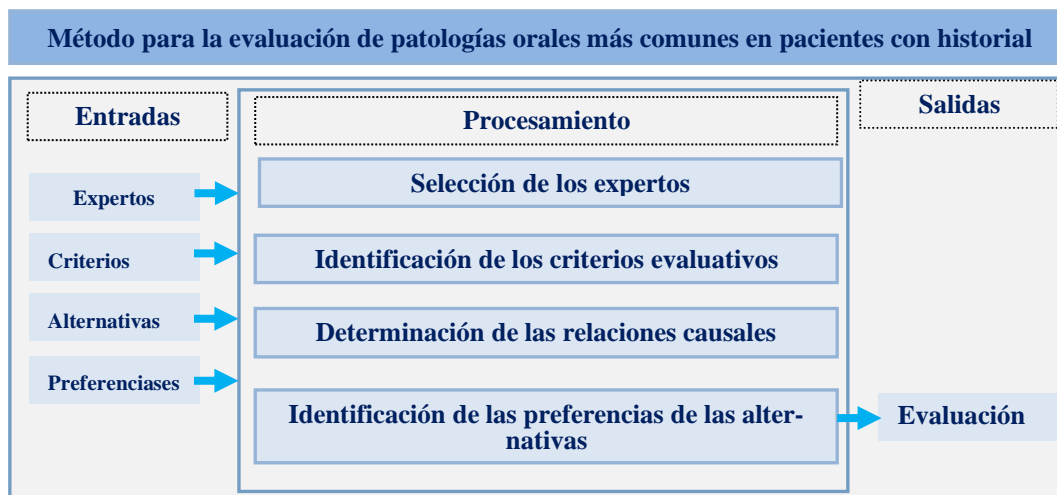 Método para la evaluación de patologías orales más comunes en pacientes con historial
Entradas
Expertos
Criterios
Alternativas
Preferenciases
Procesamiento
Selección de los expertos
Identificación de los criterios evaluativos
Determinación de las relaciones causales
Identificación de las preferencias de las alter-
nativas
Salidas
Evaluación